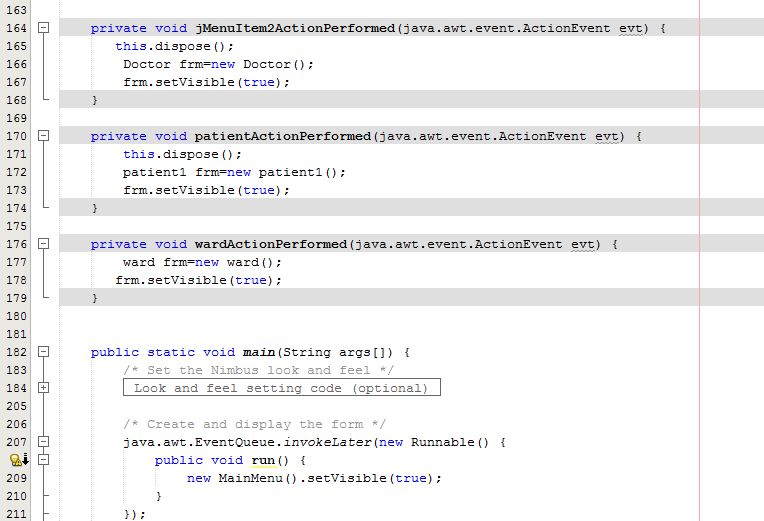 163
164 private void jMenuItem2ActionPerformed(java.awt.event.ActionEvent evt) {
165 this.dispose();
166 Doctor frm=new Doctor();
167 frm.setVisible(true);
168 }
169
170 private void patientActionPerformed(java.awt.event.ActionEvent evt) {
171 this.dispose();
172 patient1 frm=new patient1();
173 frm.setVisible(true);
174 }
175
176 private void wardActionPerformed(java.awt.event.ActionEvent evt) {
177 ward frm=new ward();
178 frm.setVisible(true);
179 }
180
181
182 public static void main(String args[]) {
183 /* Set the Nimbus look and feel */
184 Look and feel setting code (optional)
205
206 /* Create and display the form */
207 java.awt.EventQueue.invokeLater(new Runnable() {
public void run() {
209 new MainMenu().setVisible(true);
210 }
211 });